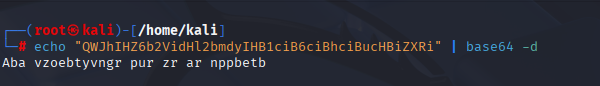 ┌──(root㉿kali)-[/home/kali]
└─# echo "QWJhIHZ6b2VidHl2bmdyIHB1ciB6ciBhciBucHBiZXRi" | base64 -d
Aba vzoebtyvngr pur zr ar nppbetb